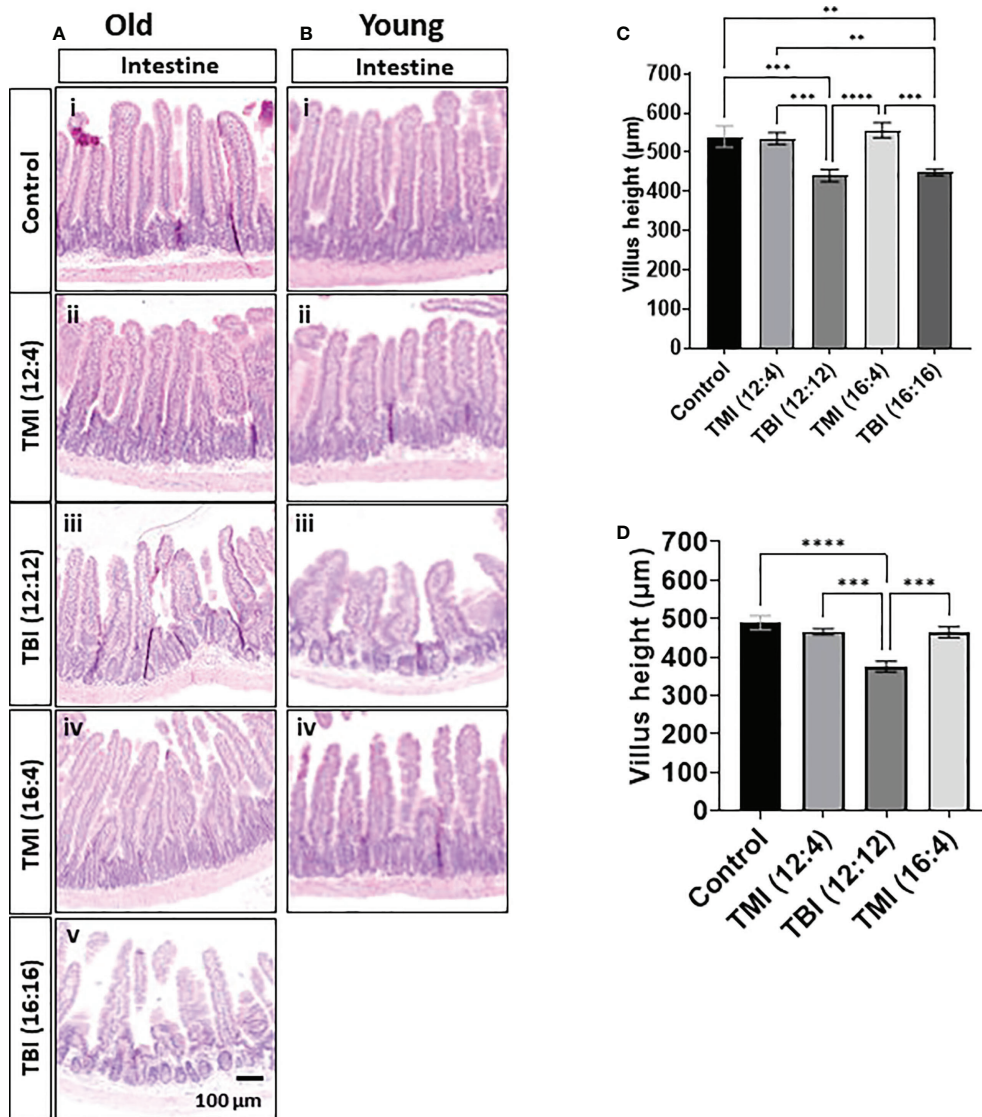 A Old
Intestine
B Young
Intestine
Control
i
i
TMI (12:4)
ii
ii
TBI (12:12)
iii
iii
TMI (16:4)
iv
iv
TBI (16:16)
v
100 µm
C
**
**
***
*** **** ***
Villus height (µm)
700
600
500
400
300
200
100
0
Control
TMI (12:4)
TBI (12:12)
TMI (16:4)
TBI (16:16)
D
****
*** ***
Villus height (µm)
700
600
500
400
300
200
100
0
Control
TMI (12:4)
TBI (12:12)
TMI (16:4)